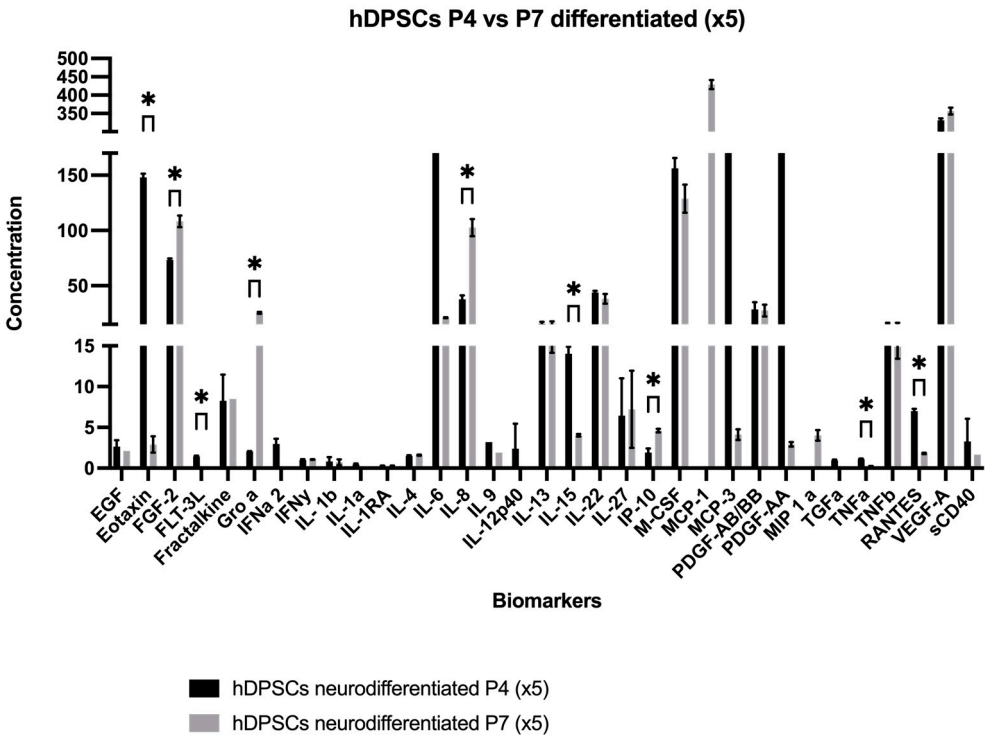 hDPSCs P4 vs P7 differentiated (x5)
500
450
400
350
150
100
50
15
10
5
0
Concentration
*
*
*
*
*
*
*
*
*
EGF
Eotaxin
FGF-2
FLT-3L
Fractalkine
Gro a
IFNa 2
IFNy
IL- 1b
IL-1a
IL-1RA
IL-4
IL-6
IL-8
IL 9
IL-12p40
IL-13
IL-15
IL-22
IL-27
IP-10
M-CSF
MCP-1
MCP-3
PDGF-AB/BB
PDGF-AA
MIP 1 a
TGFa
TNFa
TNFb
RANTES
VEGF-A
sCD40
Biomarkers
hDPSCs neurodifferentiated P4 (x5)
hDPSCs neurodifferentiated P7 (x5)